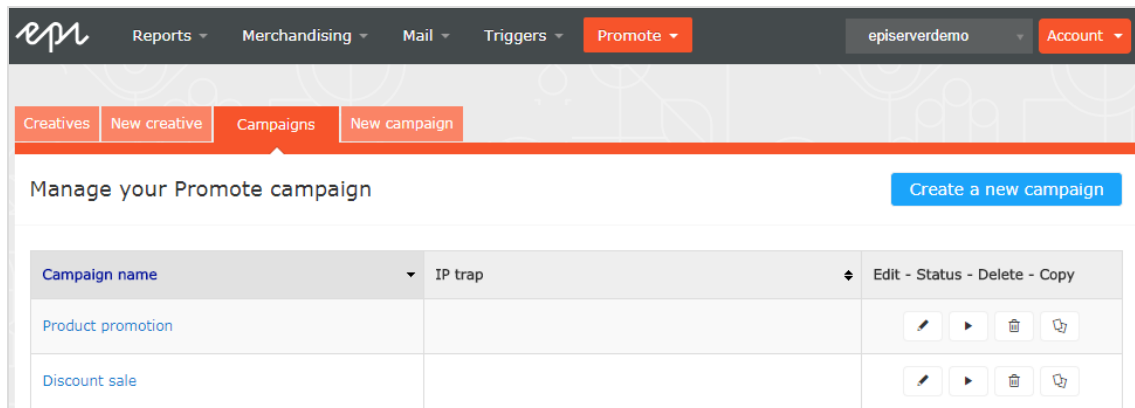 epi Reports Merchandising Mail Triggers Promote episerverdemo Account
Creatives New creative Campaigns New campaign
Manage your Promote campaign Create a new campaign
Campaign name IP trap Edit - Status - Delete - Copy
Product promotion
Discount sale